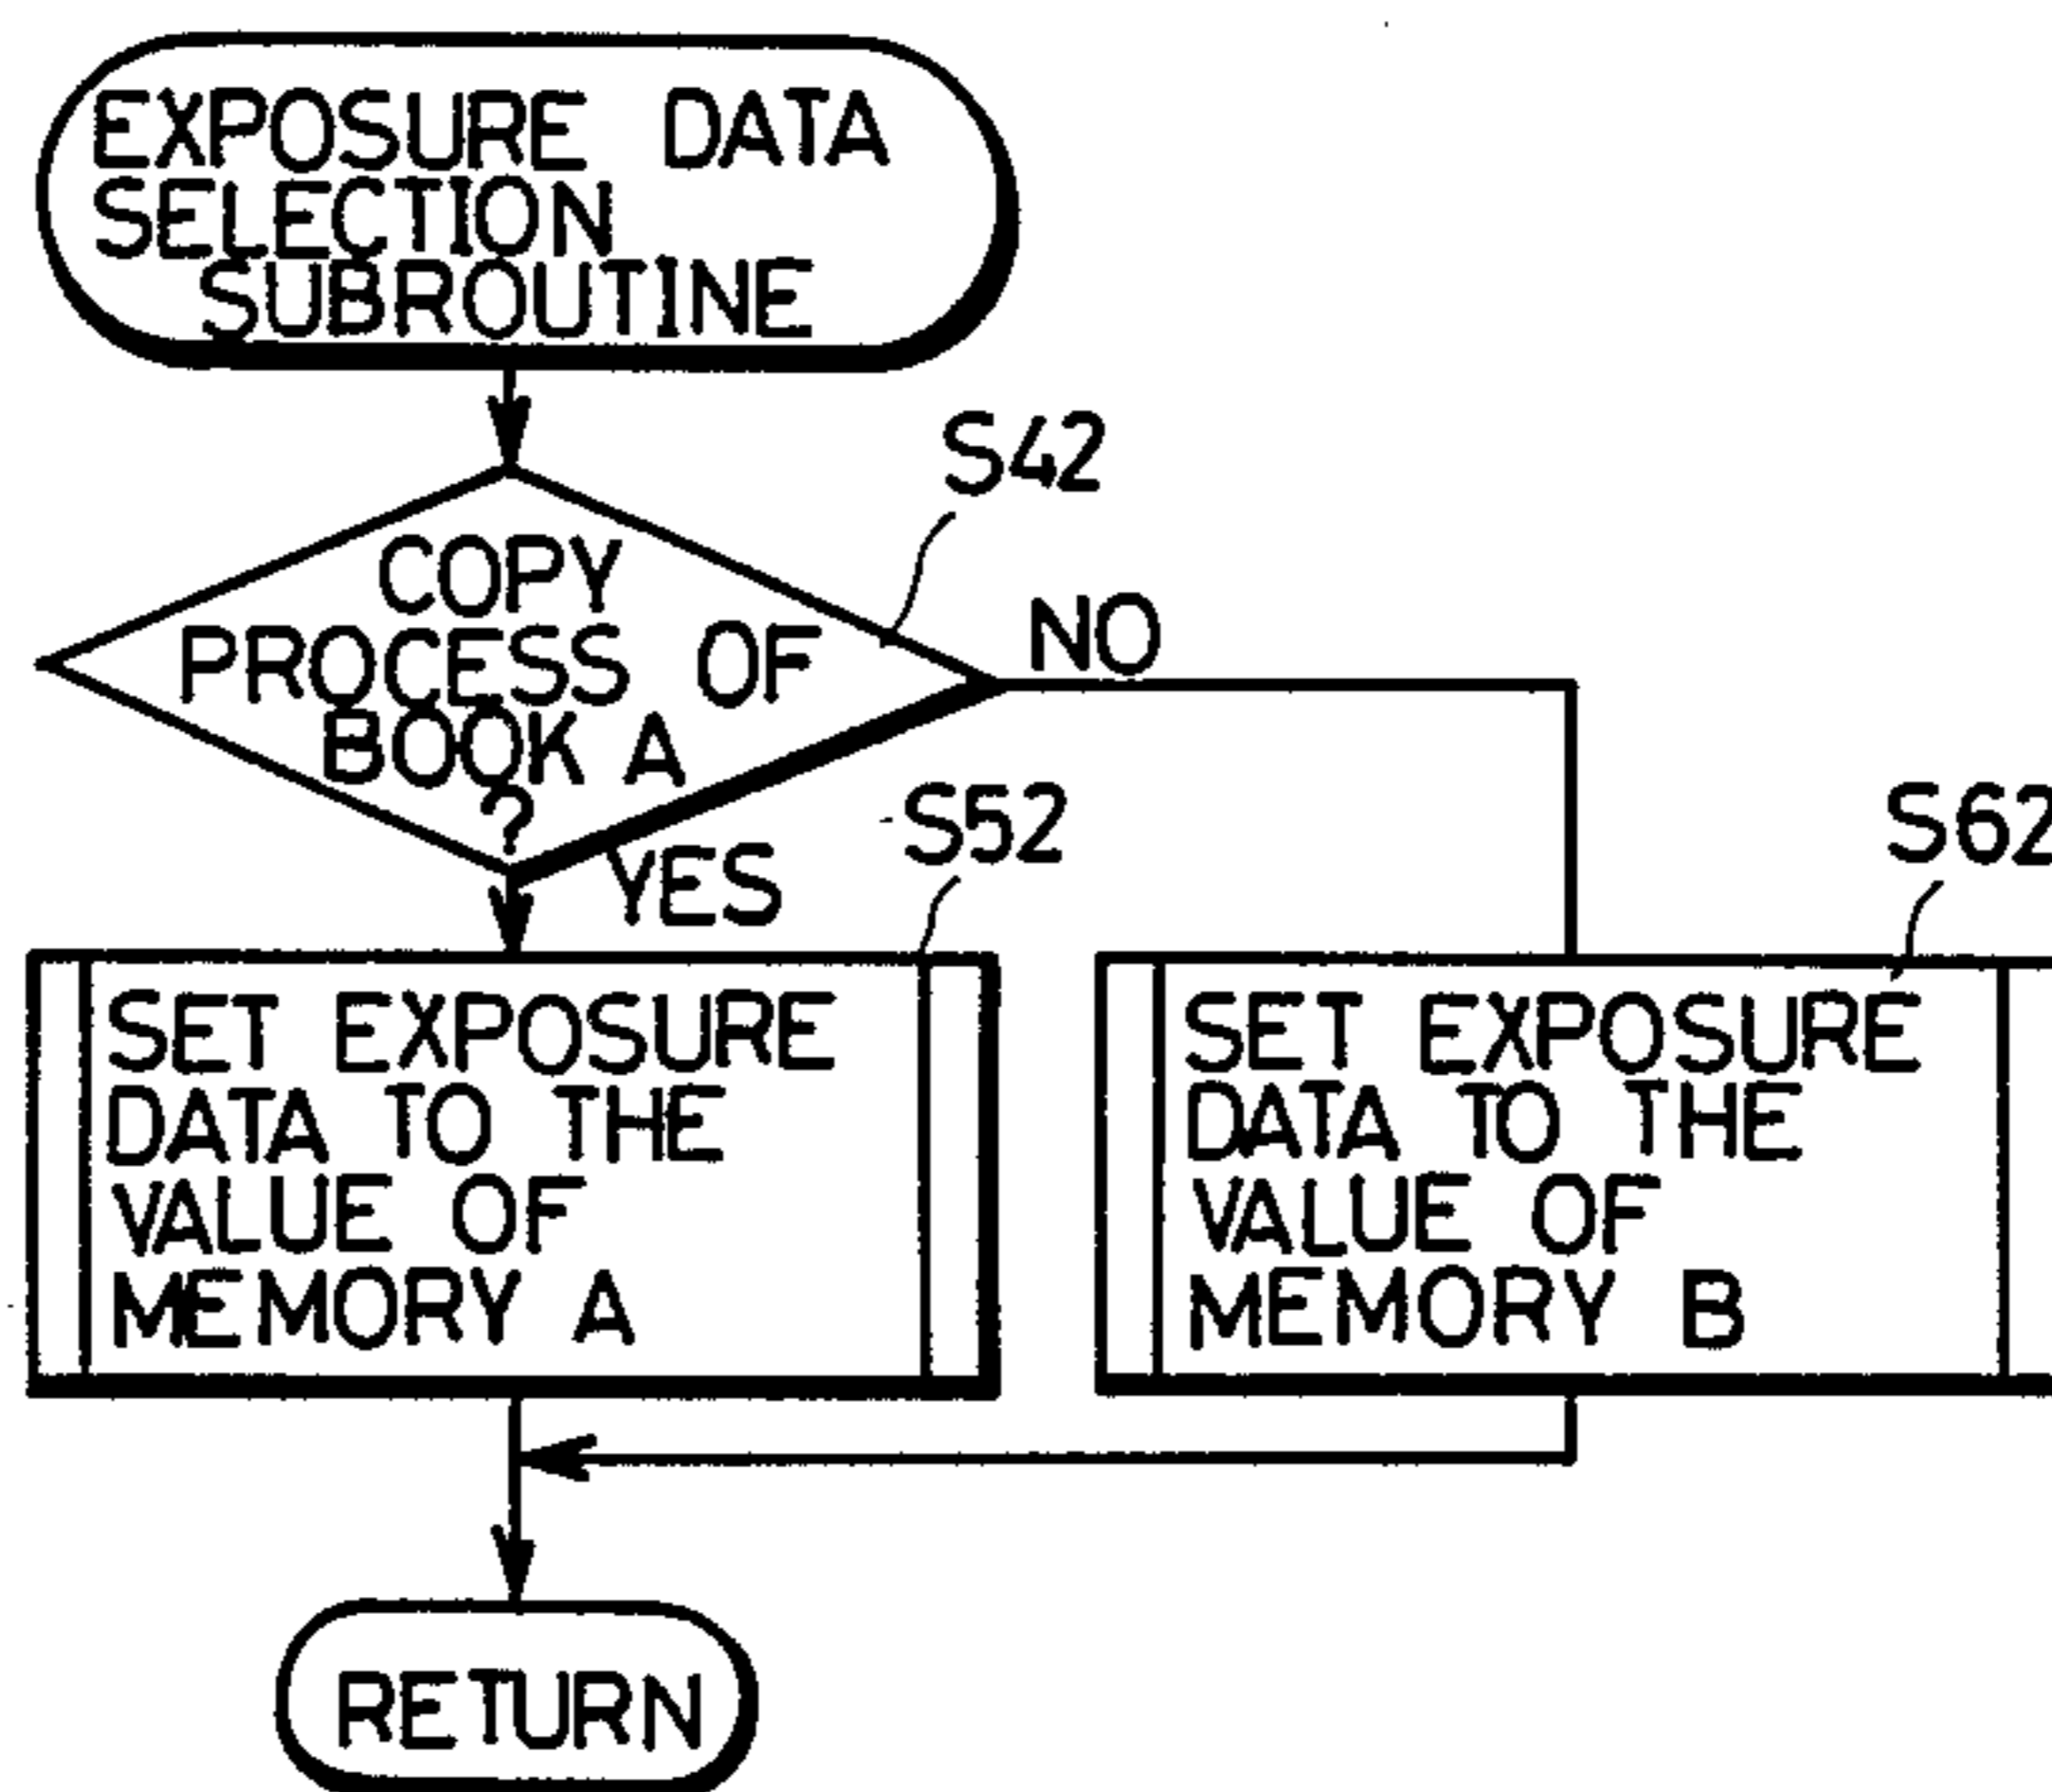 EXPOSURE DATA
SELECTION
SUBROUTINE
S42
COPY
PROCESS OF
BOOK A
?
NO
YES
S52
SET EXPOSURE
DATA TO THE
VALUE OF
MEMORY A
S62
SET EXPOSURE
DATA TO THE
VALUE OF
MEMORY B
RETURN